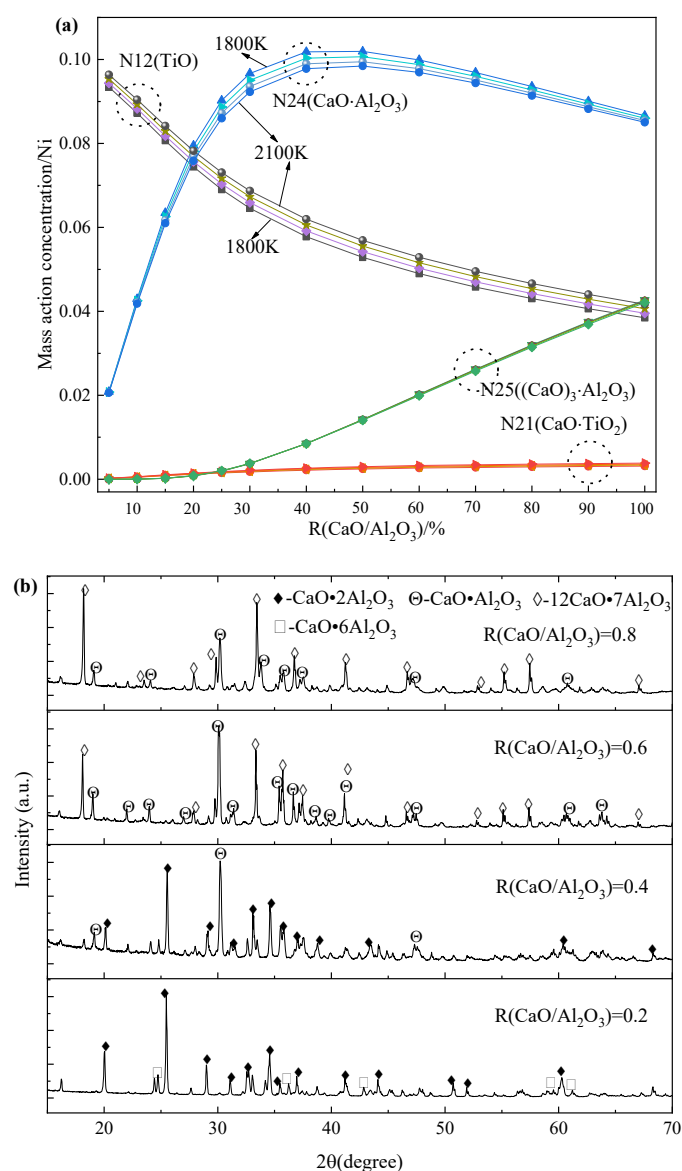 (a)
0.10
0.08
0.06
0.04
0.02
0.00
Mass action concentration/Ni
N12(TiO)
1800K
N24(CaO·Al₂O₃)
2100K
1800K
N25((CaO)₃·Al₂O₃)
N21(CaO·TiO₂)
10 20 30 40 50 60 70 80 90 100
R(CaO/Al₂O₃)/%
(b)
Intensity (a.u.)
♦-CaO•2Al₂O₃ Θ-CaO•Al₂O₃ ◊-12CaO•7Al₂O₃
□-CaO•6Al₂O₃
R(CaO/Al₂O₃)=0.8
R(CaO/Al₂O₃)=0.6
R(CaO/Al₂O₃)=0.4
R(CaO/Al₂O₃)=0.2
20 30 40 50 60 70
2θ(degree)